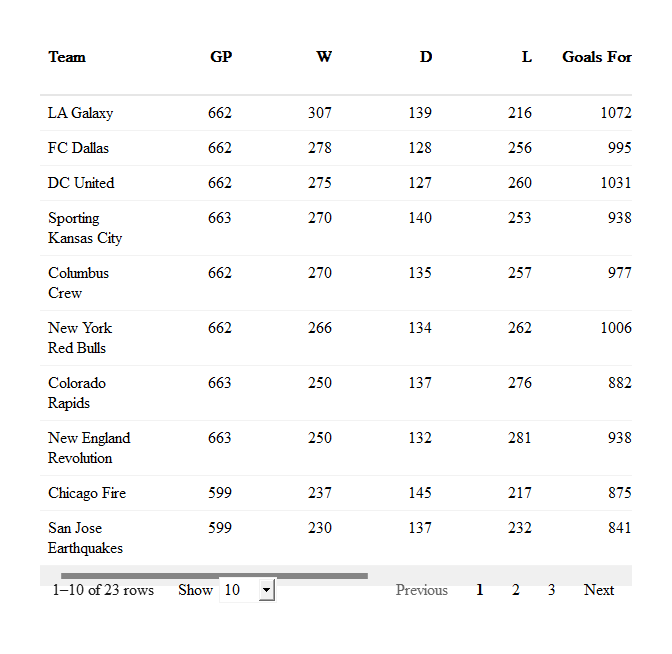 Team GP W D L Goals For
LA Galaxy 662 307 139 216 1072
FC Dallas 662 278 128 256 995
DC United 662 275 127 260 1031
Sporting 663 270 140 253 938
Kansas City
Columbus 662 270 135 257 977
Crew
New York 662 266 134 262 1006
Red Bulls
Colorado 663 250 137 276 882
Rapids
New England 663 250 132 281 938
Revolution
Chicago Fire 599 237 145 217 875
San Jose 599 230 137 232 841
Earthquakes
1–10 of 23 rows Show 10 Previous 1 2 3 Next